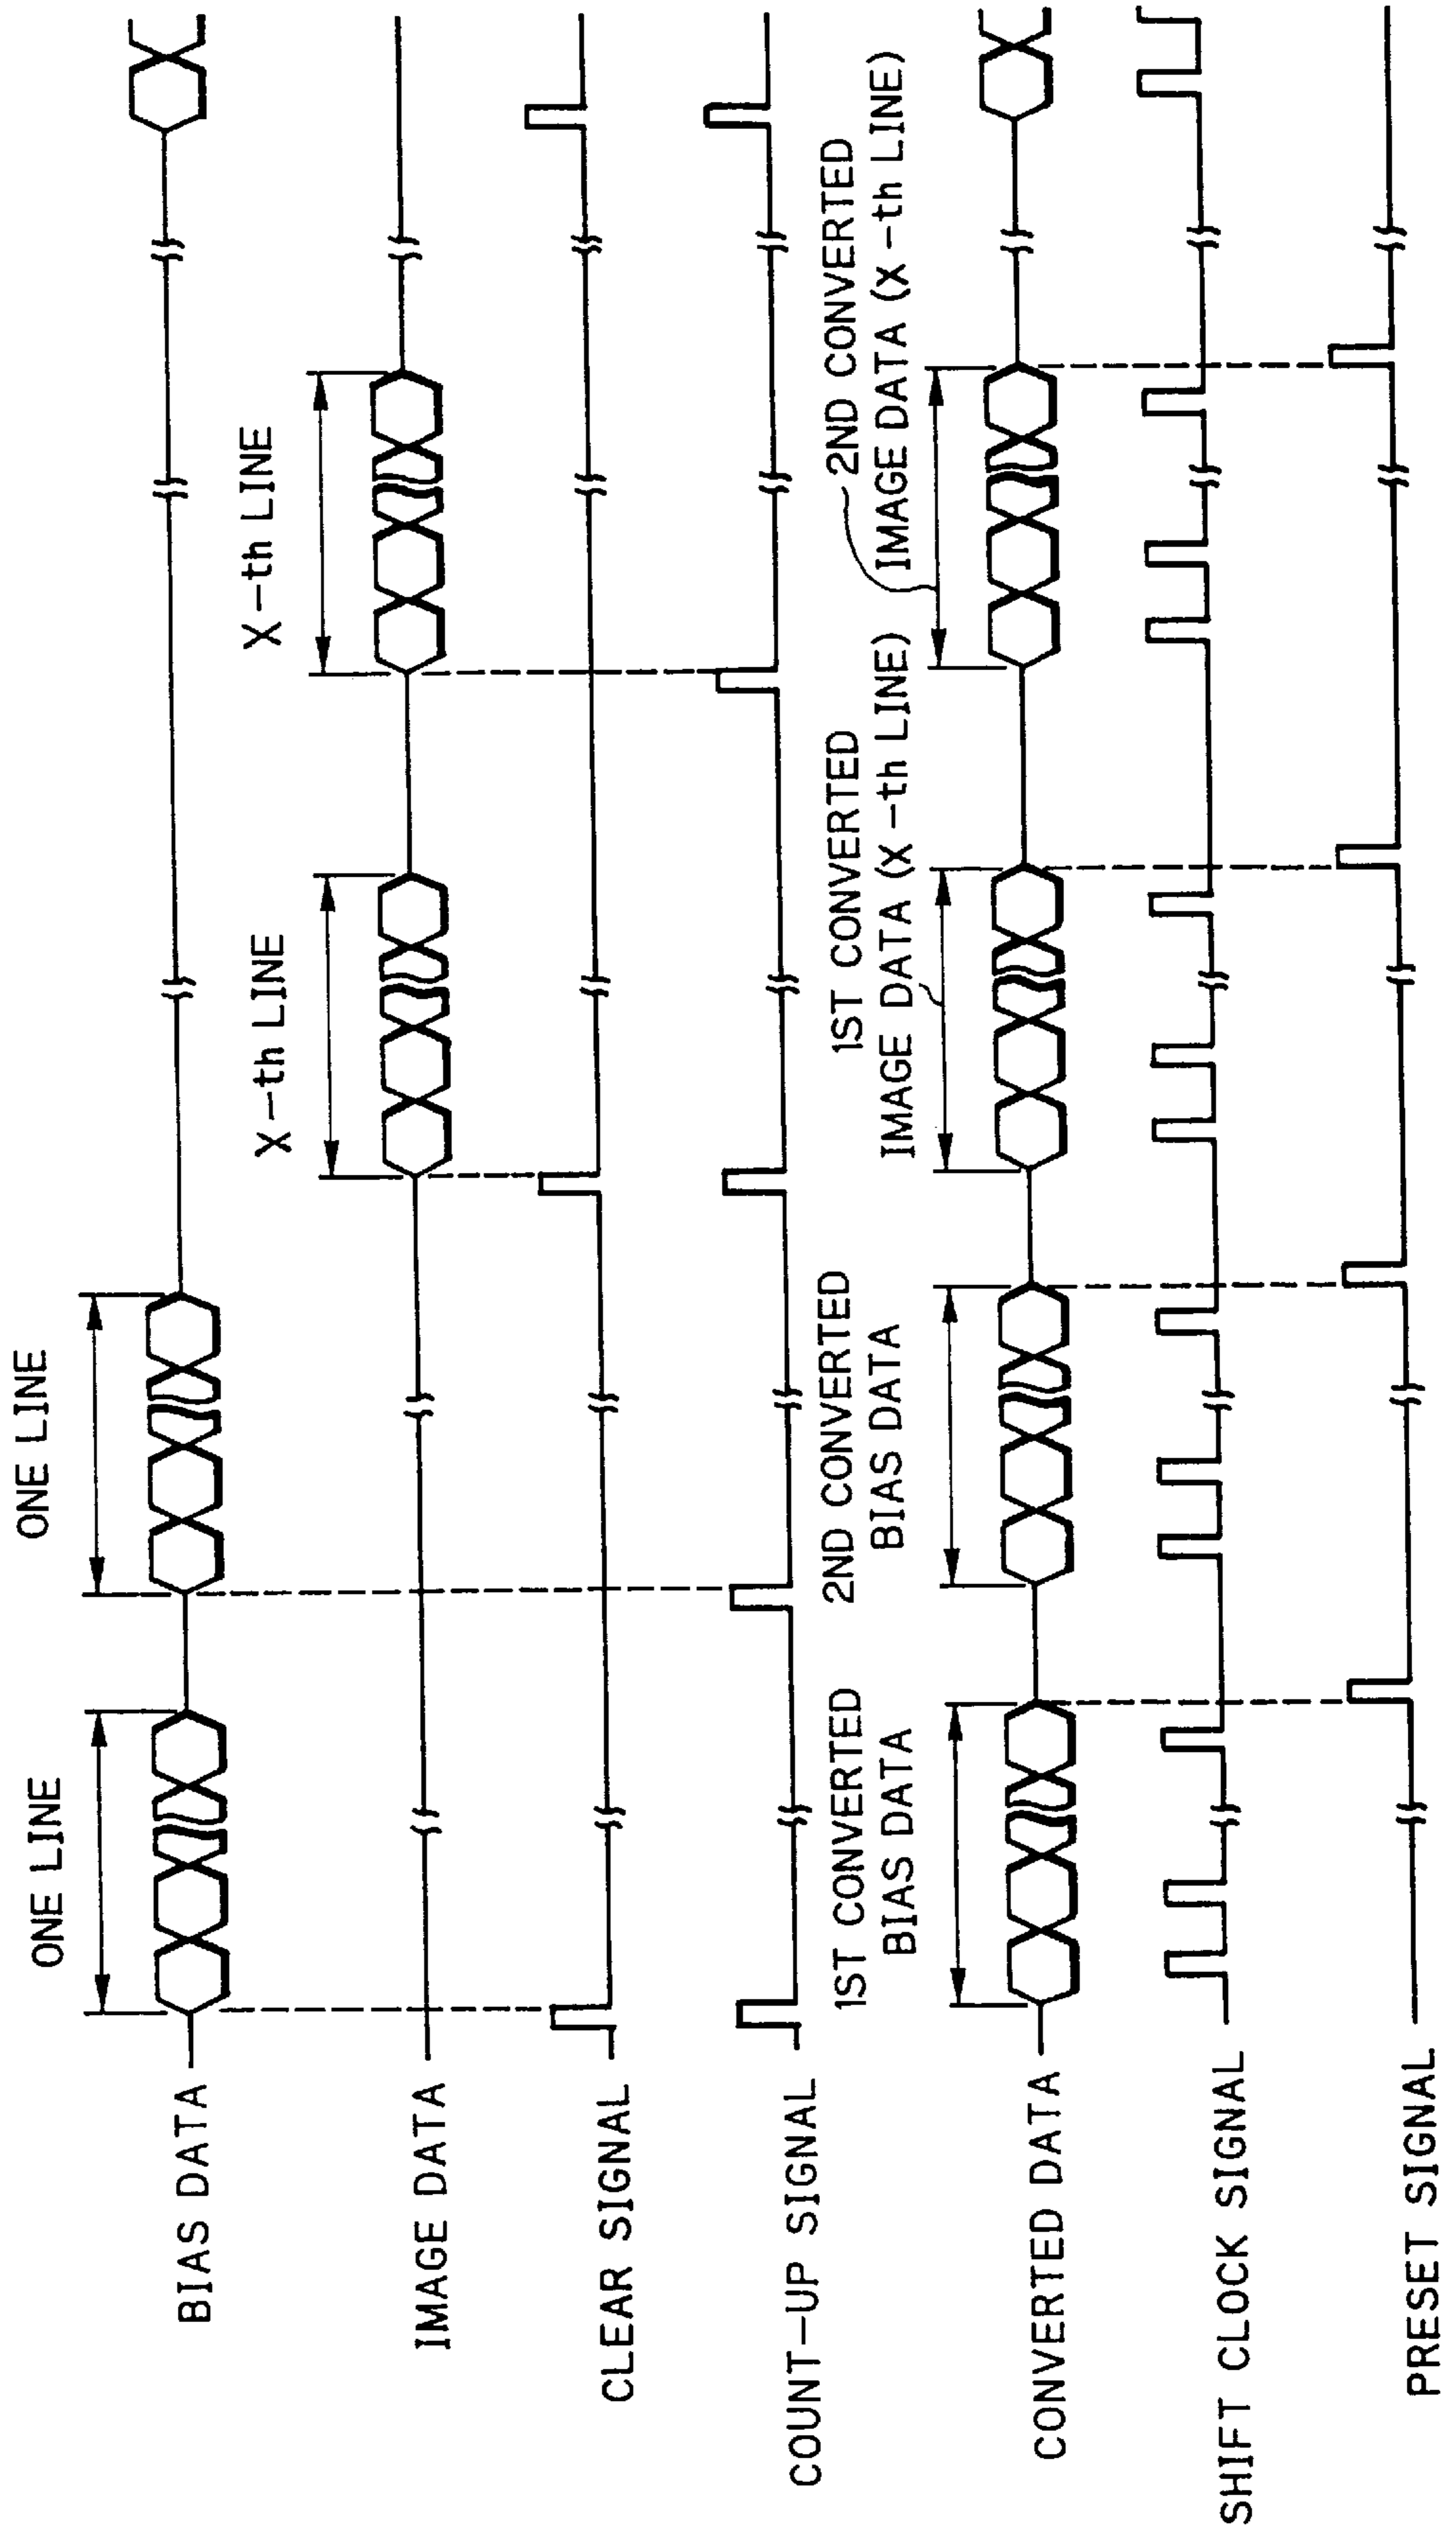 ONE LINE
ONE LINE
BIAS DATA
X-th LINE
X-th LINE
IMAGE DATA
CLEAR SIGNAL
COUNT-UP SIGNAL
1ST CONVERTED
BIAS DATA
2ND CONVERTED
BIAS DATA
1ST CONVERTED
IMAGE DATA (X-th LINE)
2ND CONVERTED
IMAGE DATA (X-th LINE)
CONVERTED DATA
SHIFT CLOCK SIGNAL
PRESET SIGNAL